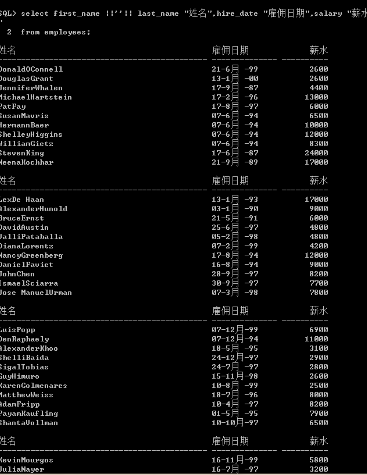 SQL> select first_name ||''|| last_name "姓名",hire_date "雇佣日期",salary "薪水
2 from employees;
姓名 雇佣日期 薪水
DonaldOConnell 21-6月 -99 2600
DouglasGrant 13-1月 -00 2600
JenniferWhalen 17-9月 -87 4400
MichaelHartstein 17-2月 -96 13000
PatFay 17-8月 -97 6000
SusanMavris 07-6月 -94 6500
HermannBaer 07-6月 -94 10000
ShelleyHiggins 07-6月 -94 12000
WilliamGietz 07-6月 -94 8300
StevenKing 17-6月 -87 24000
NeenaKochhar 21-9月 -89 17000
姓名 雇佣日期 薪水
LexDe Haan 13-1月 -93 17000
AlexanderHunold 03-1月 -90 9000
BruceErnst 21-5月 -91 6000
DavidAustin 25-6月 -97 4800
ValliPataballa 05-2月 -98 4800
DianaLorentz 07-2月 -99 4200
NancyGreenberg 17-8月 -94 12000
DanielFaviet 16-8月 -94 9000
JohnChen 28-9月 -97 8200
IsmaelSciarra 30-9月 -97 7700
Jose ManuelUrman 07-3月 -98 7800
姓名 雇佣日期 薪水
LuisPopp 07-12月-99 6900
DenRaphaely 07-12月-94 11000
AlexanderKhoo 18-5月 -95 3100
ShelliBaida 24-12月-97 2900
SigalTobias 24-7月 -97 2800
GuyHimuro 15-11月-98 2600
KarenColmenares 10-8月 -99 2500
MatthewWeiss 18-7月 -96 8000
AdamFripp 10-4月 -97 8200
PayamKaufling 01-5月 -95 7900
ShantaVollman 10-10月-97 6500
姓名 雇佣日期 薪水
KevinMourgos 16-11月-99 5800
JuliaNayer 16-7月 -97 3200